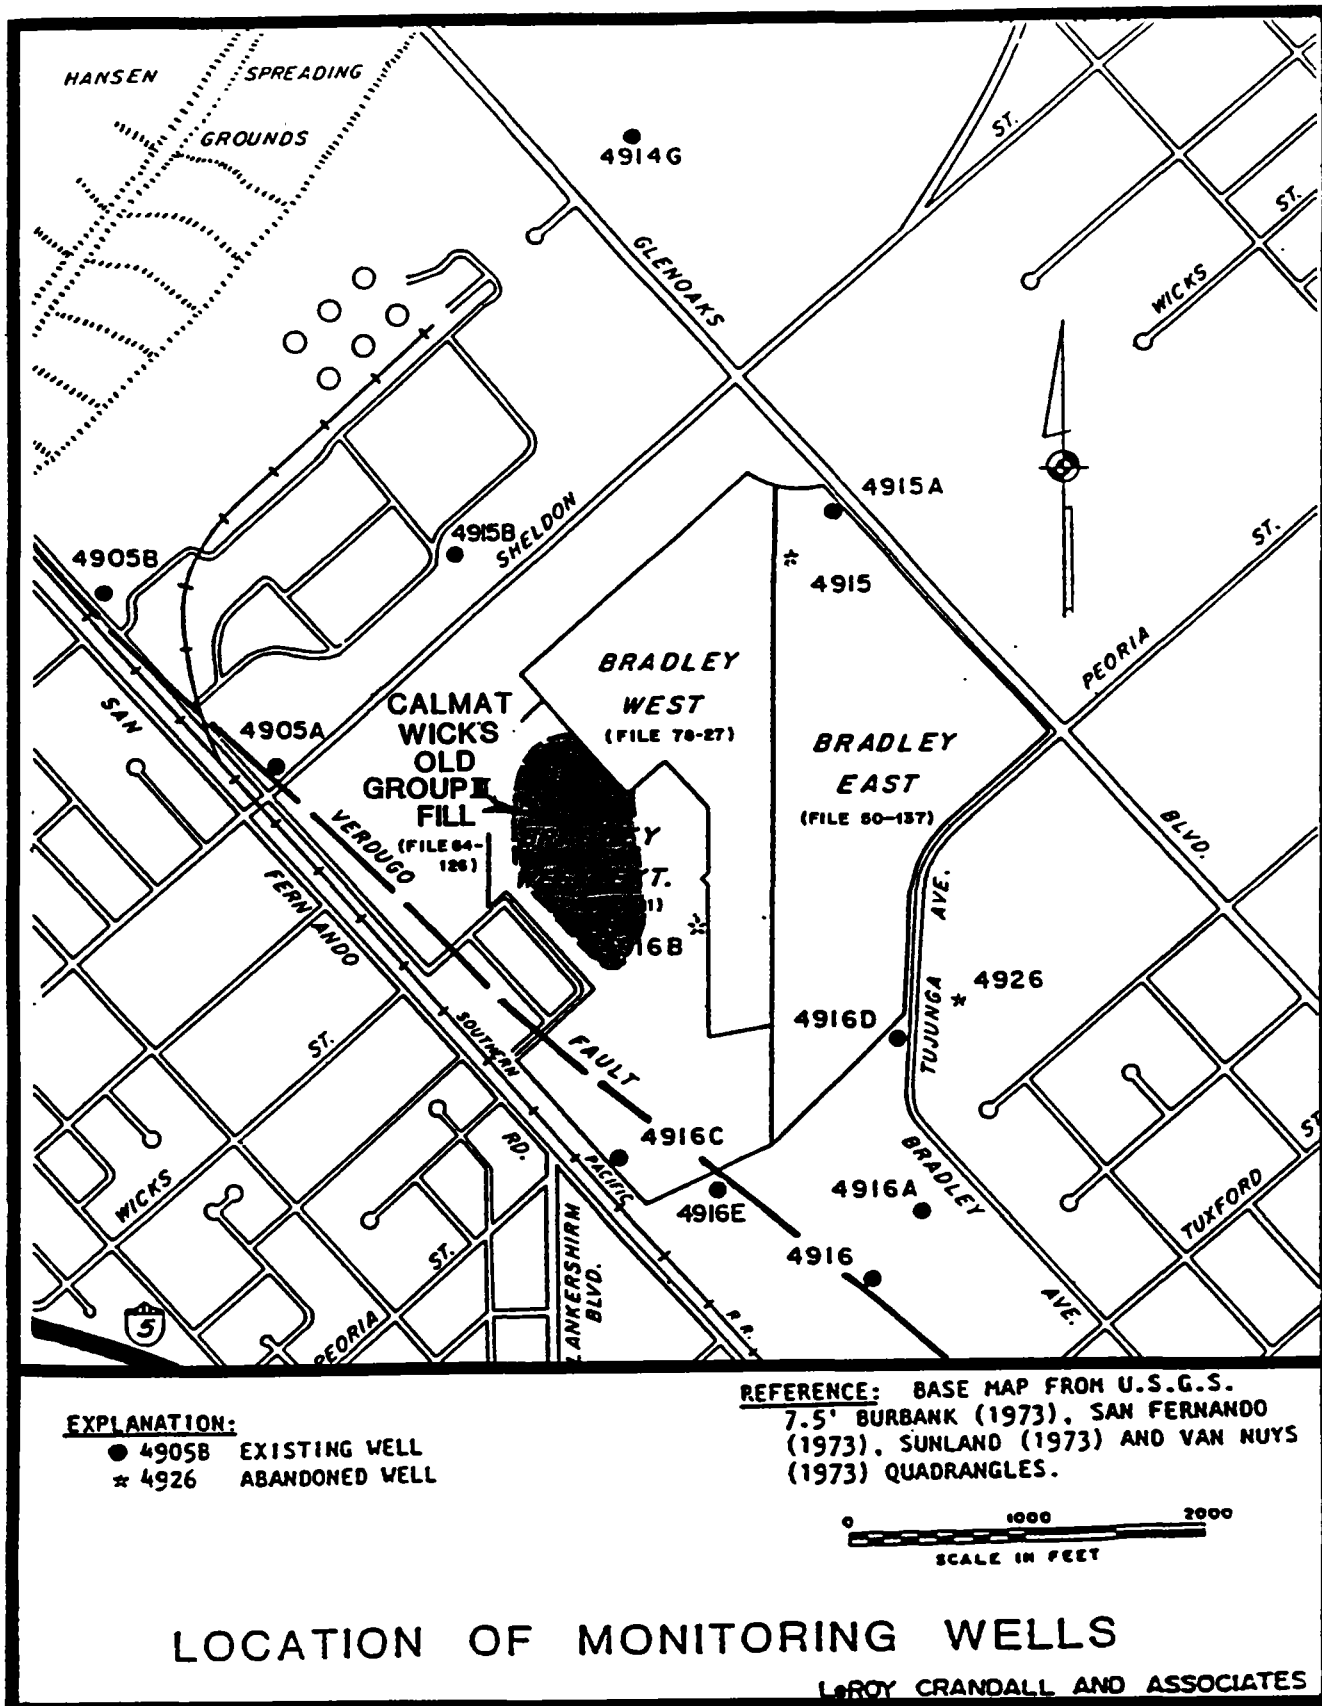 HANSEN SPREADING
GROUNDS
4914G
ST.
ST.
GLENOAKS
WICKS
4915A
4915B
SHELDON
ST.
4905B
4915
PEORIA
BRADLEY
WEST
(FILE 78-27)
SAN
CALMAT
WICK'S
OLD
GROUP III
FILL
(FILE 64-
126)
4905A
BRADLEY
EAST
(FILE 50-137)
VERDUGO
BLVD.
FERNANDO
AVE.
16B
4926
4916D
TUJUNGA
SOUTHERN
ST.
FAULT
4916C
RD.
PACIFIC
BRADLEY
ST.
WICKS
4916A
4916E
TUXFORD
ST.
4916
LANKERSHIRM
BLVD.
AVE.
5
PEORIA
R.R.
EXPLANATION:
4905B EXISTING WELL
4926 ABANDONED WELL
REFERENCE: BASE MAP FROM U.S.G.S.
7.5' BURBANK (1973), SAN FERNANDO
(1973), SUNLAND (1973) AND VAN NUYS
(1973) QUADRANGLES.
0 1000 2000
SCALE IN FEET
LOCATION OF MONITORING WELLS
LeROY CRANDALL AND ASSOCIATES